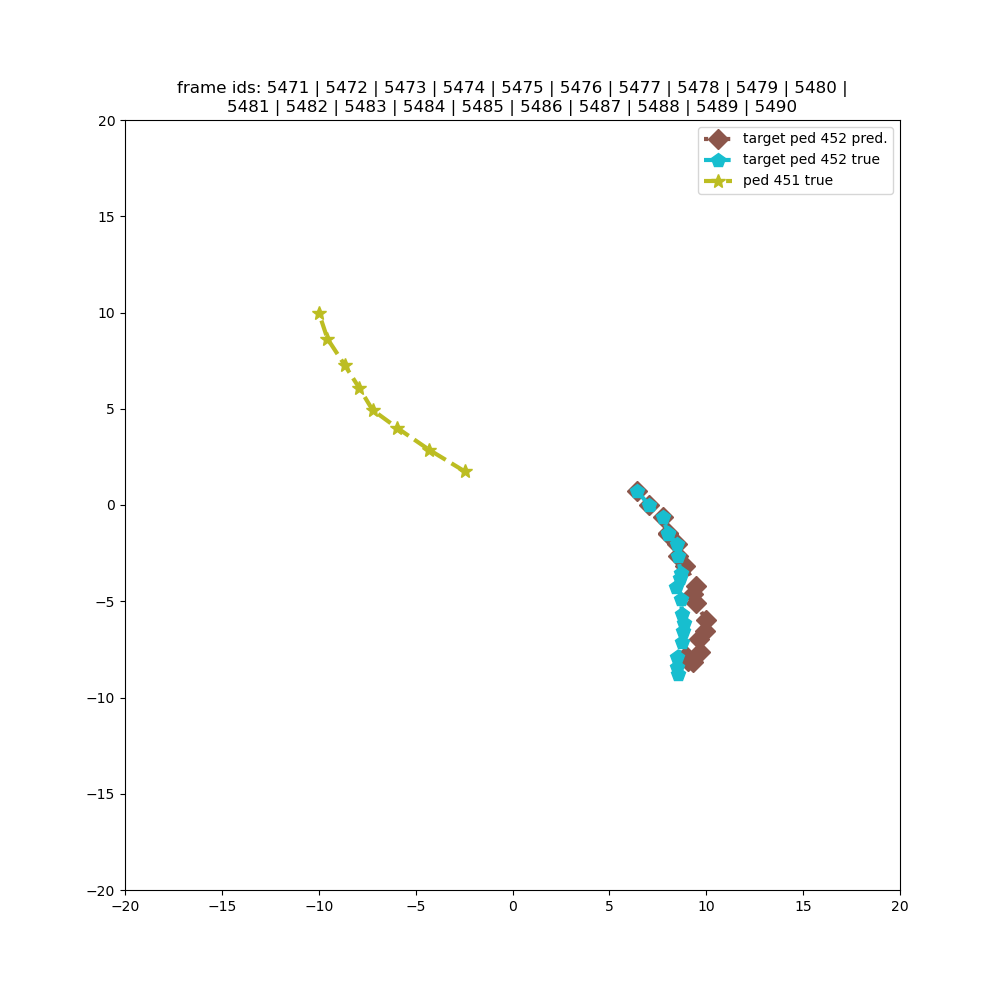 frame ids: 5471 | 5472 | 5473 | 5474 | 5475 | 5476 | 5477 | 5478 | 5479 | 5480 |
5481 | 5482 | 5483 | 5484 | 5485 | 5486 | 5487 | 5488 | 5489 | 5490
target ped 452 pred.
target ped 452 true
ped 451 true
20
15
10
5
0
−5
−10
−15
−20
−20 −15 −10 −5 0 5 10 15 20